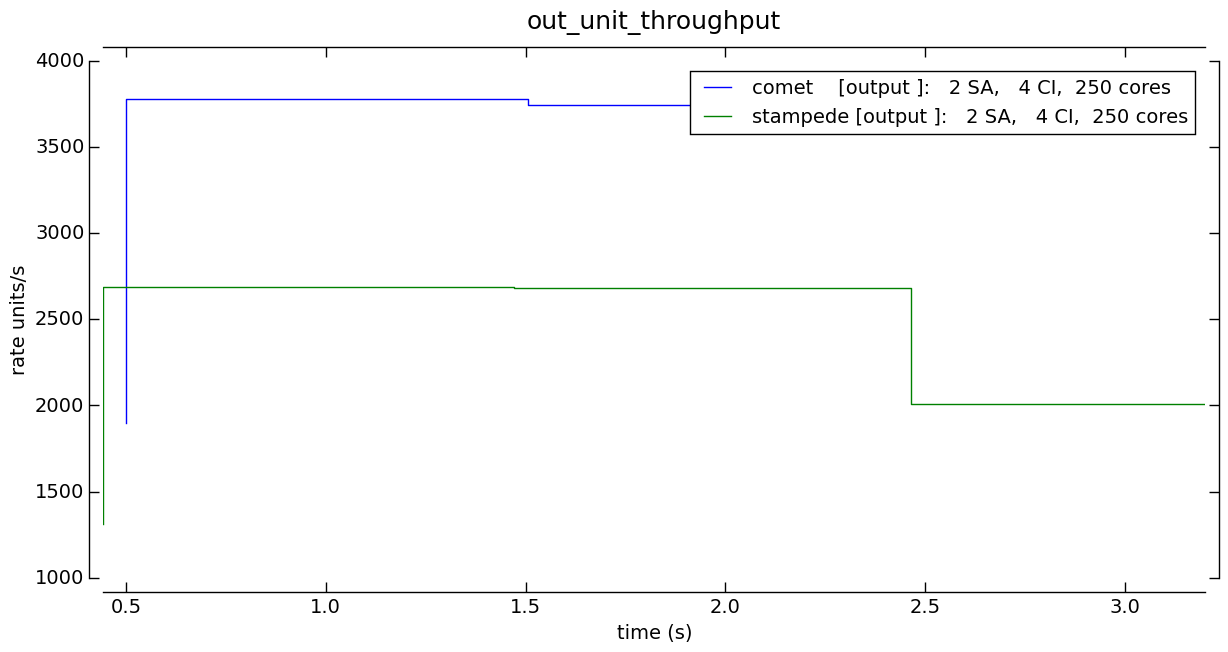 out_unit_throughput
4000
3500
3000
2500
2000
1500
1000
rate units/s
comet    [output ]:   2 SA,   4 CI,  250 cores
stampede [output ]:   2 SA,   4 CI,  250 cores
0.5 1.0 1.5 2.0 2.5 3.0
time (s)